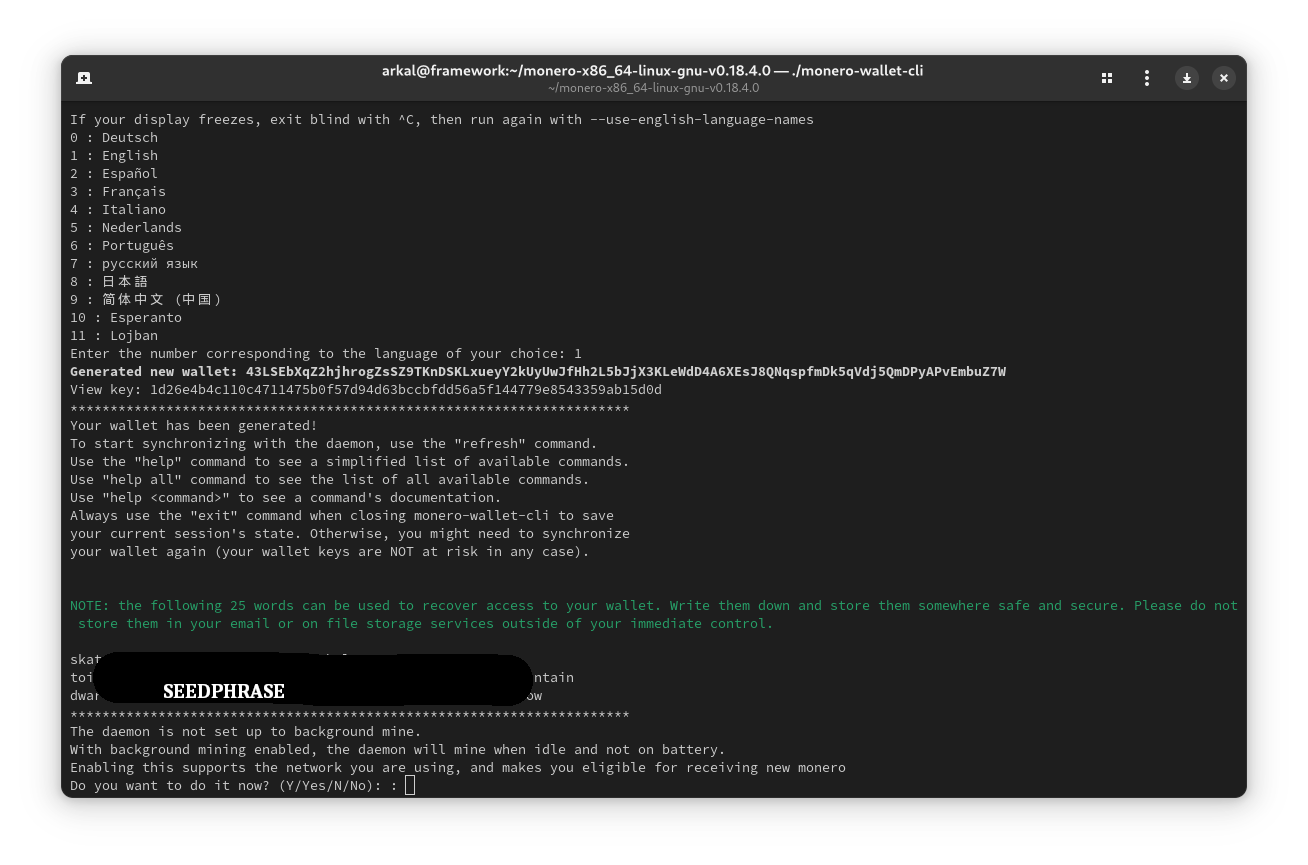 arkal@framework:~/monero-x86_64-linux-gnu-v0.18.4.0 — ./monero-wallet-cli
~/monero-x86_64-linux-gnu-v0.18.4.0
If your display freezes, exit blind with ^C, then run again with --use-english-language-names
0 : Deutsch
1 : English
2 : Español
3 : Français
4 : Italiano
5 : Nederlands
6 : Português
7 : русский язык
8 : 日本語
9 : 简体中文 (中国)
10 : Esperanto
11 : Lojban
Enter the number corresponding to the language of your choice: 1
Generated new wallet: 43LSEbXqZ2hjhrogZsSZ9TKnDSKLxueyY2kUyUwJfHh2L5bJjX3KLeWdD4A6XEsJ8QNqspfmDk5qVdj5QmDPyAPvEmbuZ7W
View key: 1d26e4b4c110c4711475b0f57d94d63bccbfdd56a5f144779e8543359ab15d0d
**********************************************************************
Your wallet has been generated!
To start synchronizing with the daemon, use the "refresh" command.
Use the "help" command to see a simplified list of available commands.
Use "help all" command to see the list of all available commands.
Use "help <command>" to see a command's documentation.
Always use the "exit" command when closing monero-wallet-cli to save
your current session's state. Otherwise, you might need to synchronize
your wallet again (your wallet keys are NOT at risk in any case).
NOTE: the following 25 words can be used to recover access to your wallet. Write them down and store them somewhere safe and secure. Please do not
store them in your email or on file storage services outside of your immediate control.
SEEDPHRASE
**********************************************************************
The daemon is not set up to background mine.
With background mining enabled, the daemon will mine when idle and not on battery.
Enabling this supports the network you are using, and makes you eligible for receiving new monero
Do you want to do it now? (Y/Yes/N/No): :